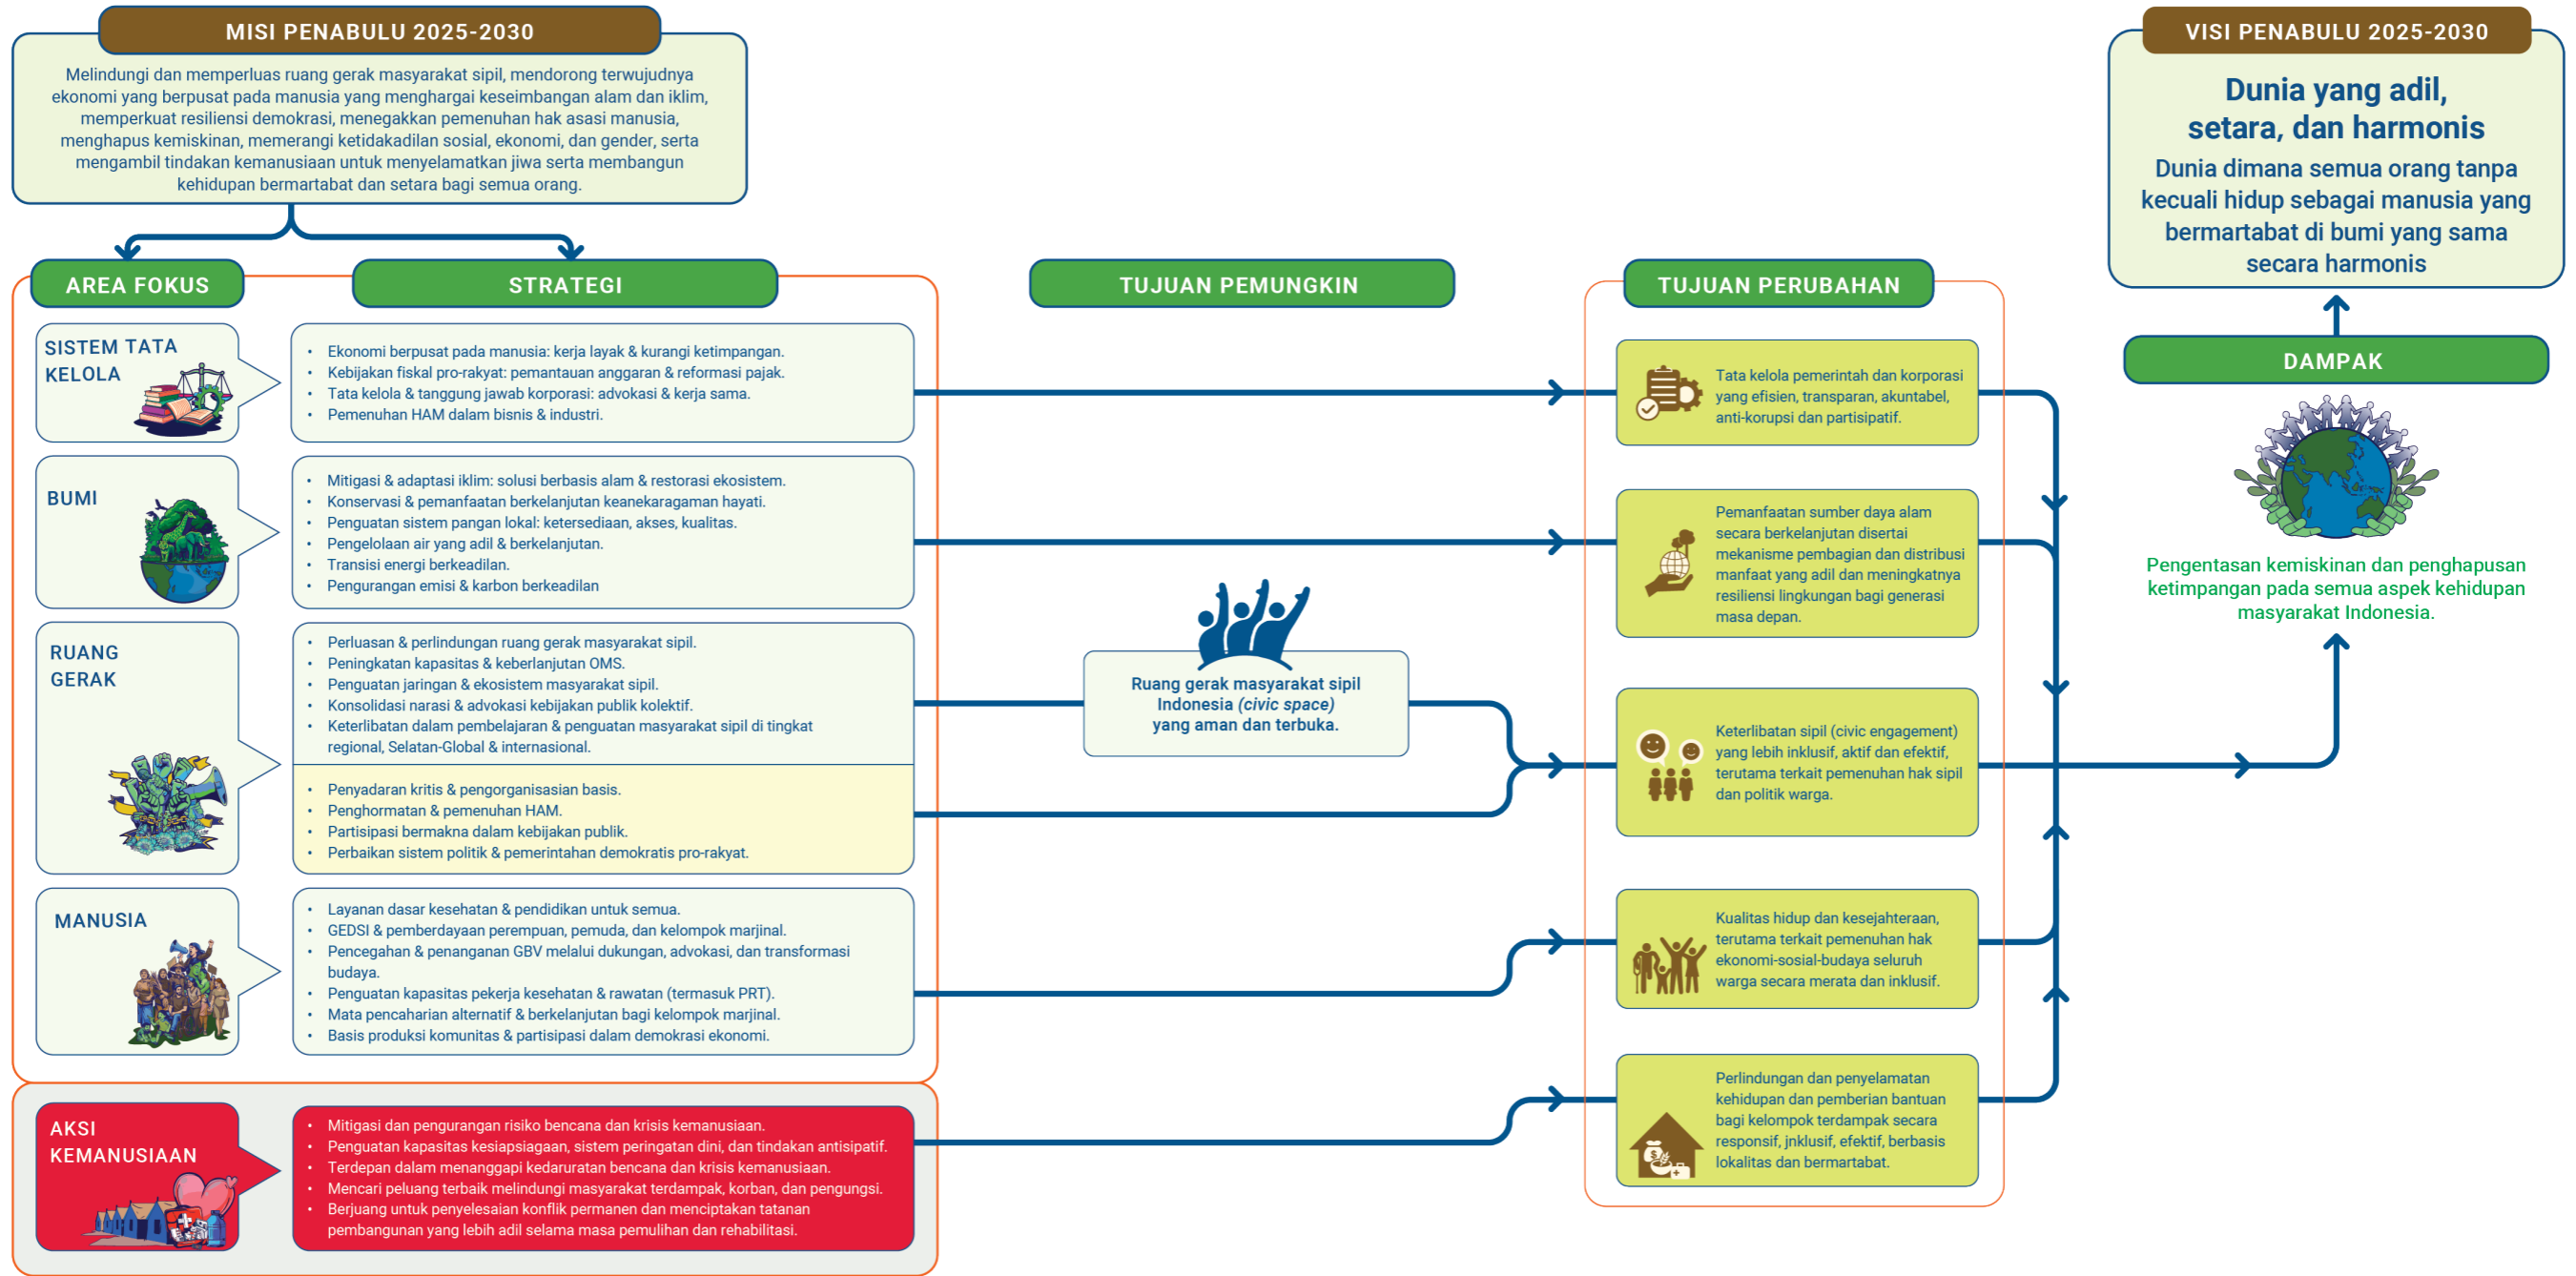 MISI PENABULU 2025-2030
Melindungi dan memperluas ruang gerak masyarakat sipil, mendorong terwujudnya
ekonomi yang berpusat pada manusia yang menghargai keseimbangan alam dan iklim,
memperkuat resiliensi demokrasi, menegakkan pemenuhan hak asasi manusia,
menghapus kemiskinan, memerangi ketidakadilan sosial, ekonomi, dan gender, serta
mengambil tindakan kemanusiaan untuk menyelamatkan jiwa serta membangun
kehidupan bermartabat dan setara bagi semua orang.
VISI PENABULU 2025-2030
Dunia yang adil,
setara, dan harmonis
Dunia dimana semua orang tanpa
kecuali hidup sebagai manusia yang
bermartabat di bumi yang sama
secara harmonis
AREA FOKUS
STRATEGI
TUJUAN PEMUNGKIN
TUJUAN PERUBAHAN
DAMPAK
SISTEM TATA
KELOLA
• Ekonomi berpusat pada manusia: kerja layak & kurangi ketimpangan.
• Kebijakan fiskal pro-rakyat: pemantauan anggaran & reformasi pajak.
• Tata kelola & tanggung jawab korporasi: advokasi & kerja sama.
• Pemenuhan HAM dalam bisnis & industri.
Tata kelola pemerintah dan korporasi
yang efisien, transparan, akuntabel,
anti-korupsi dan partisipatif.
BUMI
• Mitigasi & adaptasi iklim: solusi berbasis alam & restorasi ekosistem.
• Konservasi & pemanfaatan berkelanjutan keanekaragaman hayati.
• Penguatan sistem pangan lokal: ketersediaan, akses, kualitas.
• Pengelolaan air yang adil & berkelanjutan.
• Transisi energi berkeadilan.
• Pengurangan emisi & karbon berkeadilan
Pemanfaatan sumber daya alam
secara berkelanjutan disertai
mekanisme pembagian dan distribusi
manfaat yang adil dan meningkatnya
resiliensi lingkungan bagi generasi
masa depan.
Pengentasan kemiskinan dan penghapusan
ketimpangan pada semua aspek kehidupan
masyarakat Indonesia.
RUANG
GERAK
• Perluasan & perlindungan ruang gerak masyarakat sipil.
• Peningkatan kapasitas & keberlanjutan OMS.
• Penguatan jaringan & ekosistem masyarakat sipil.
• Konsolidasi narasi & advokasi kebijakan publik kolektif.
• Keterlibatan dalam pembelajaran & penguatan masyarakat sipil di tingkat
regional, Selatan-Global & internasional.
• Penyadaran kritis & pengorganisasian basis.
• Penghormatan & pemenuhan HAM.
• Partisipasi bermakna dalam kebijakan publik.
• Perbaikan sistem politik & pemerintahan demokratis pro-rakyat.
Ruang gerak masyarakat sipil
Indonesia (civic space)
yang aman dan terbuka.
Keterlibatan sipil (civic engagement)
yang lebih inklusif, aktif dan efektif,
terutama terkait pemenuhan hak sipil
dan politik warga.
MANUSIA
• Layanan dasar kesehatan & pendidikan untuk semua.
• GEDSI & pemberdayaan perempuan, pemuda, dan kelompok marjinal.
• Pencegahan & penanganan GBV melalui dukungan, advokasi, dan transformasi
budaya.
• Penguatan kapasitas pekerja kesehatan & rawatan (termasuk PRT).
• Mata pencaharian alternatif & berkelanjutan bagi kelompok marjinal.
• Basis produksi komunitas & partisipasi dalam demokrasi ekonomi.
Kualitas hidup dan kesejahteraan,
terutama terkait pemenuhan hak
ekonomi-sosial-budaya seluruh
warga secara merata dan inklusif.
AKSI
KEMANUSIAAN
• Mitigasi dan pengurangan risiko bencana dan krisis kemanusiaan.
• Penguatan kapasitas kesiapsiagaan, sistem peringatan dini, dan tindakan antisipatif.
• Terdepan dalam menanggapi kedaruratan bencana dan krisis kemanusiaan.
• Mencari peluang terbaik melindungi masyarakat terdampak, korban, dan pengungsi.
• Berjuang untuk penyelesaian konflik permanen dan menciptakan tatanan
pembangunan yang lebih adil selama masa pemulihan dan rehabilitasi.
Perlindungan dan penyelamatan
kehidupan dan pemberian bantuan
bagi kelompok terdampak secara
responsif, jnklusif, efektif, berbasis
lokalitas dan bermartabat.